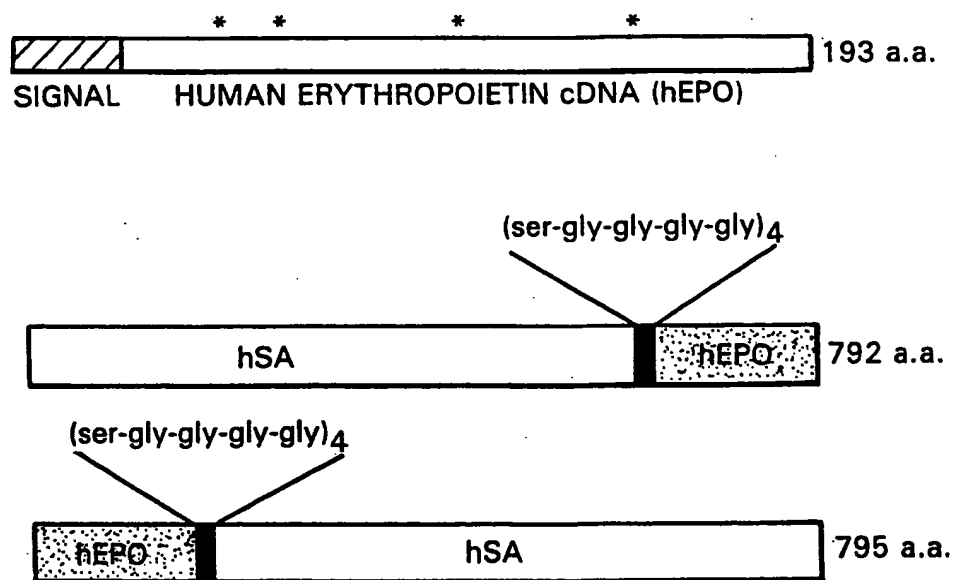 * * * *
193 a.a.
SIGNAL HUMAN ERYTHROPOIETIN cDNA (hEPO)
(ser-gly-gly-gly-gly)4
hSA hEPO 792 a.a.
(ser-gly-gly-gly-gly)4
hEPO hSA 795 a.a.